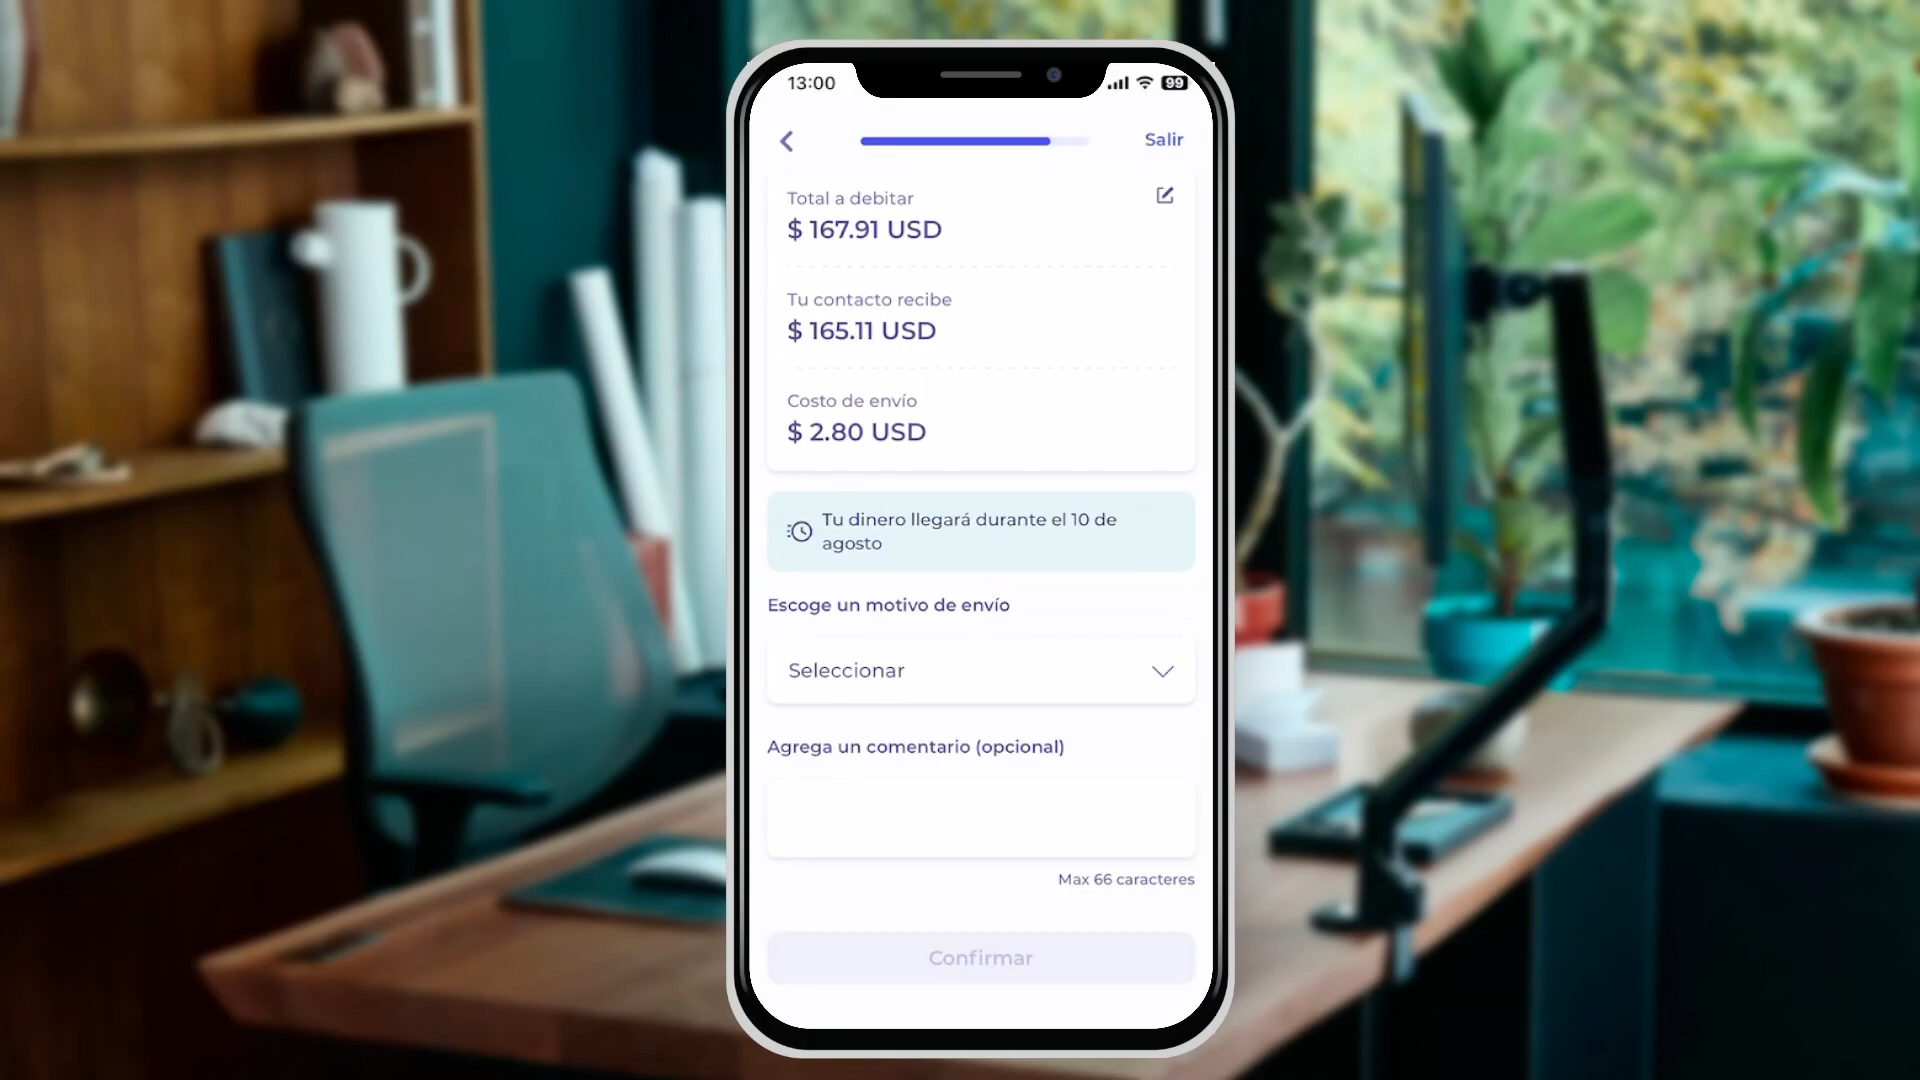 13:00
99
Salir
Total a debitar
$ 167.91 USD
Tu contacto recibe
$ 165.11 USD
Costo de envío
$ 2.80 USD
Tu dinero llegará durante el 10 de
agosto
Escoge un motivo de envío
Seleccionar
Agrega un comentario (opcional)
Max 66 caracteres
Confirmar